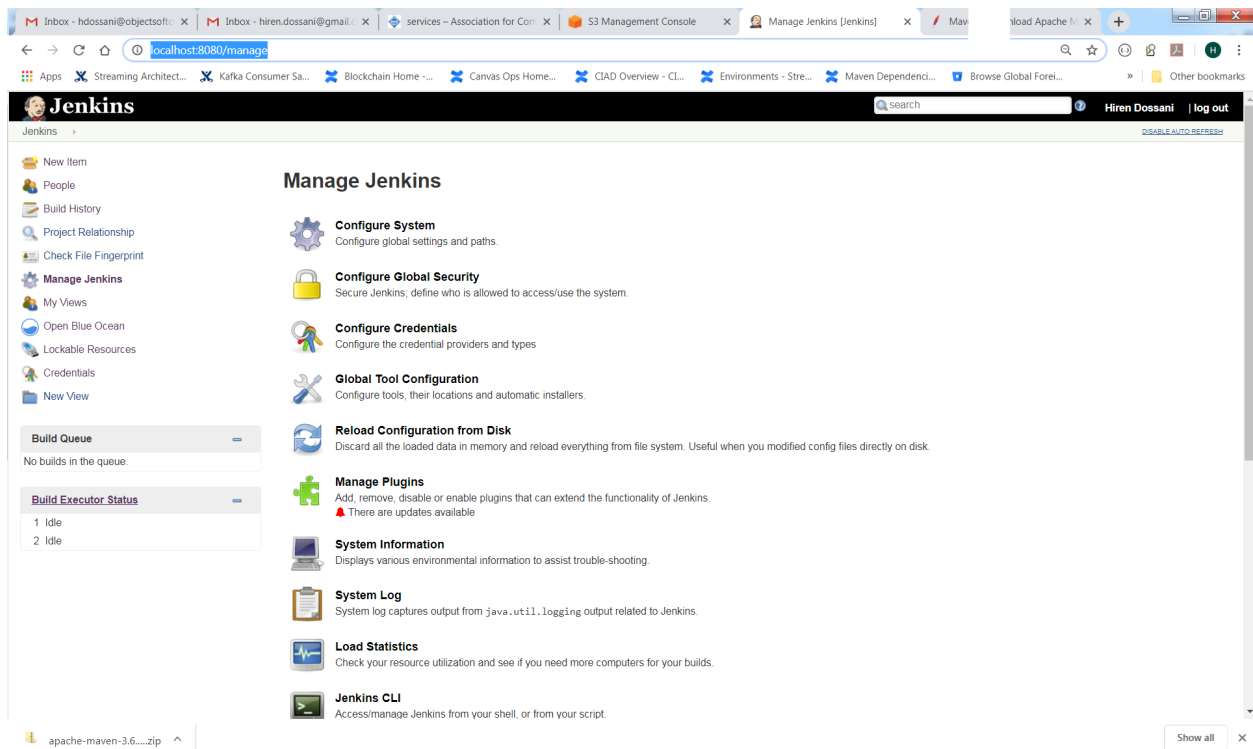 Inbox - hdossani@objectsofto
Inbox - hiren.dossani@gmail.c
services – Association for Com
S3 Management Console
Manage Jenkins [Jenkins]
Mav
nload Apache M
localhost:8080/manage
H
Apps
Streaming Architect...
Kafka Consumer Sa...
Blockchain Home -...
Canvas Ops Home...
CIAD Overview - CI...
Environments - Stre...
Maven Dependenci...
Browse Global Forei...
»
Other bookmarks
Jenkins
search
Hiren Dossani
| log out
Jenkins
DISABLE AUTO REFRESH
New Item
People
Build History
Project Relationship
Check File Fingerprint
Manage Jenkins
My Views
Open Blue Ocean
Lockable Resources
Credentials
New View
Build Queue
No builds in the queue.
Build Executor Status
1 Idle
2 Idle
Manage Jenkins
Configure System
Configure global settings and paths.
Configure Global Security
Secure Jenkins; define who is allowed to access/use the system.
Configure Credentials
Configure the credential providers and types
Global Tool Configuration
Configure tools, their locations and automatic installers.
Reload Configuration from Disk
Discard all the loaded data in memory and reload everything from file system. Useful when you modified config files directly on disk.
Manage Plugins
Add, remove, disable or enable plugins that can extend the functionality of Jenkins.
There are updates available
System Information
Displays various environmental information to assist trouble-shooting.
System Log
System log captures output from java.util.logging output related to Jenkins.
Load Statistics
Check your resource utilization and see if you need more computers for your builds.
Jenkins CLI
Access/manage Jenkins from your shell, or from your script.
apache-maven-3.6.....zip
Show all